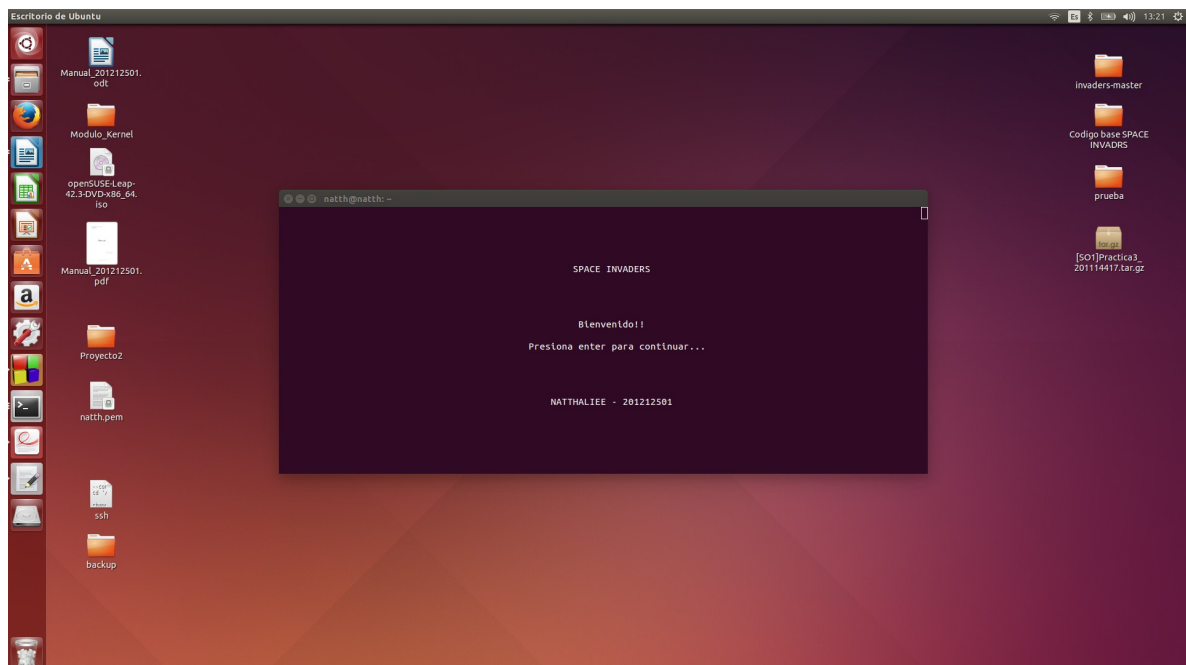 Escritorio de Ubuntu
Es
13:21
Manual_201212501.
odt
Modulo_Kernel
openSUSE-Leap-
42.3-DVD-x86_64.
iso
Manual_201212501.
pdf
Proyecto2
natth.pem
ssh
backup
natth@natth: ~
SPACE INVADERS
Bienvenido!!
Presiona enter para continuar...
NATTHALIEE - 201212501
invaders-master
Codigo base SPACE
INVADRS
prueba
tar.gz
[SO1]Practica3_
201114417.tar.gz